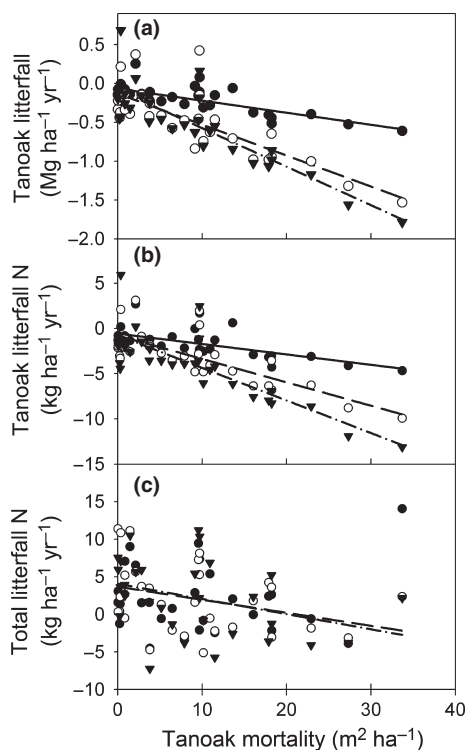 (a)
Tanoak litterfall
(Mg ha⁻¹ yr⁻¹)
0.5
0.0
−0.5
−1.0
−1.5
−2.0
(b)
Tanoak litterfall N
(kg ha⁻¹ yr⁻¹)
5
0
−5
−10
−15
(c)
Total litterfall N
(kg ha⁻¹ yr⁻¹)
15
10
5
0
−5
−10
0
10
20
30
40
Tanoak mortality (m² ha⁻¹)